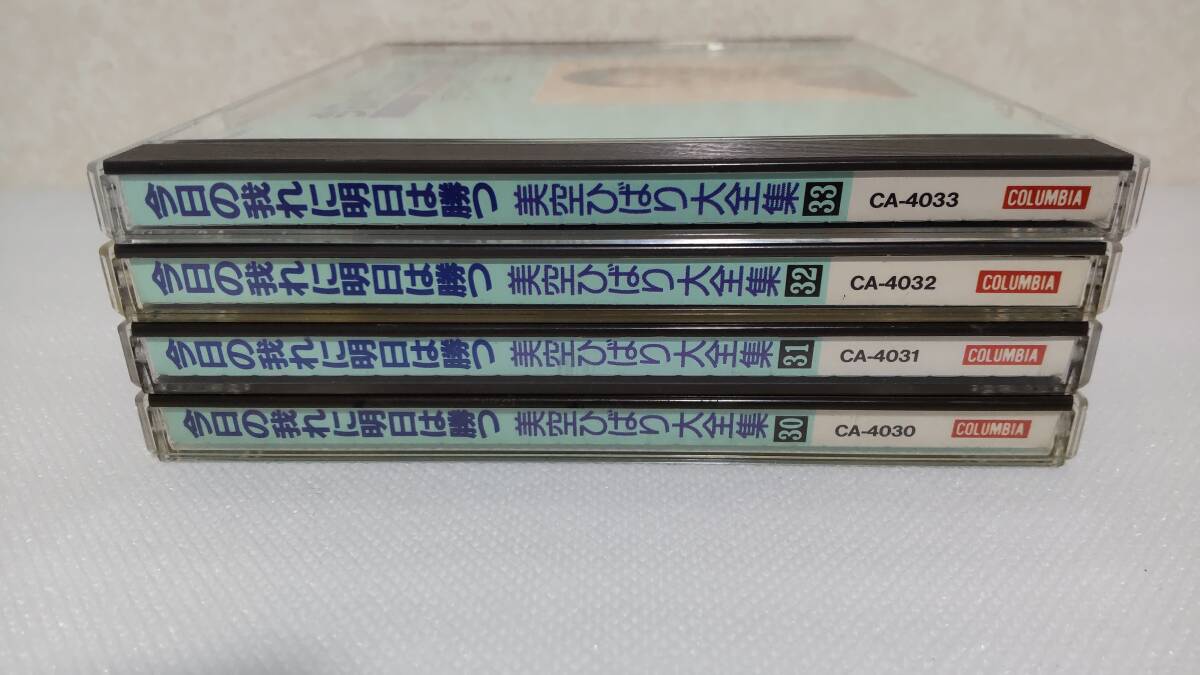 今日の我れに明日は勝つ 美空ひばり大全集 33 CA-4033 COLUMBIA
今日の我れに明日は勝つ 美空ひばり大全集 32 CA-4032 COLUMBIA
今日の我れに明日は勝つ 美空ひばり大全集 31 CA-4031 COLUMBIA
今日の我れに明日は勝つ 美空ひばり大全集 30 CA-4030 COLUMBIA